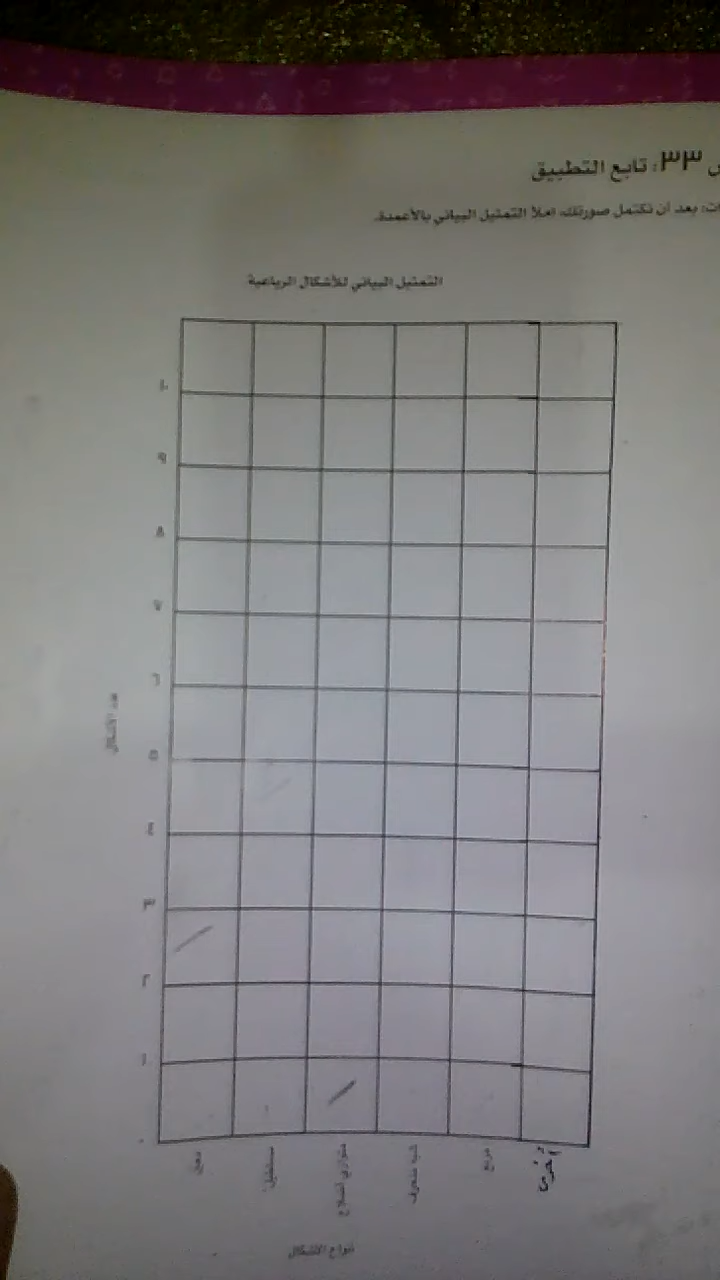 ٣٣: تابع التطبيق
بعد أن تكتمل صورتك، املأ التمثيل البياني بالأعمدة.
التمثيل البياني للأشكال الرباعية
١٠
٩
٨
٧
٦
٥
٤
٣
٢
١
٠
عدد الأشكال
معين
مستطيل
متوازي أضلاع
شبه منحرف
مربع
أخرى
أنواع الأشكال